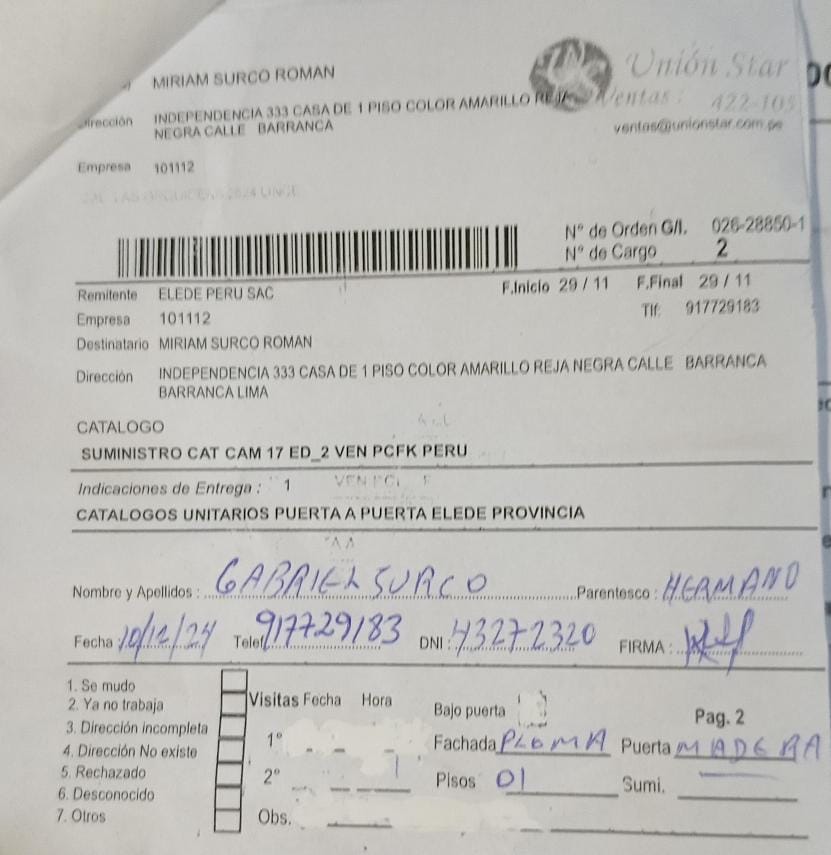 MIRIAM SURCO ROMAN
Unión Star
Dirección INDEPENDENCIA 333 CASA DE 1 PISO COLOR AMARILLO REJA
NEGRA CALLE BARRANCA
Ventas : 422-105
ventas@unionstar.com.pe
Empresa 101112
N° de Orden G/I. 026-28850-1
N° de Cargo 2
Remitente ELEDE PERU SAC
F.Inicio 29 / 11 F.Final 29 / 11
Empresa 101112
Tlf: 917729183
Destinatario MIRIAM SURCO ROMAN
Dirección INDEPENDENCIA 333 CASA DE 1 PISO COLOR AMARILLO REJA NEGRA CALLE BARRANCA
BARRANCA LIMA
CATALOGO
SUMINISTRO CAT CAM 17 ED_2 VEN PCFK PERU
Indicaciones de Entrega : 1
CATALOGOS UNITARIOS PUERTA A PUERTA ELEDE PROVINCIA
Nombre y Apellidos : GABRIEL SURCO Parentesco : HERMANO
Fecha 10/12/24 Telef. 917729183 DNI : 43272320 FIRMA :
1. Se mudo
2. Ya no trabaja
3. Dirección incompleta
4. Dirección No existe
5. Rechazado
6. Desconocido
7. Otros
Visitas Fecha Hora
1°
2°
Obs.
Bajo puerta
Pag. 2
Fachada PLOMA Puerta MADERA
Pisos 01 Sumi.